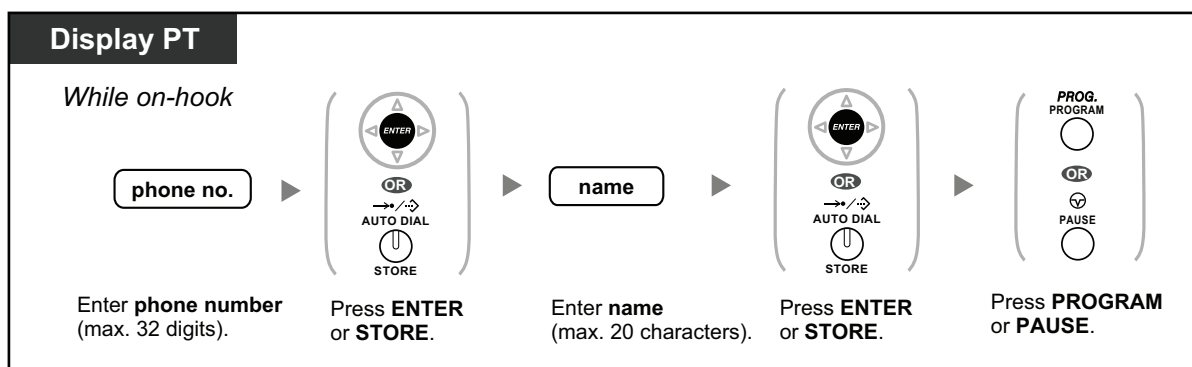 Display PT
While on-hook
phone no.
ENTER
OR
AUTO DIAL
STORE
name
ENTER
OR
AUTO DIAL
STORE
PROG.
PROGRAM
OR
PAUSE
Enter phone number
(max. 32 digits).
Press ENTER
or STORE.
Enter name
(max. 20 characters).
Press ENTER
or STORE.
Press PROGRAM
or PAUSE.